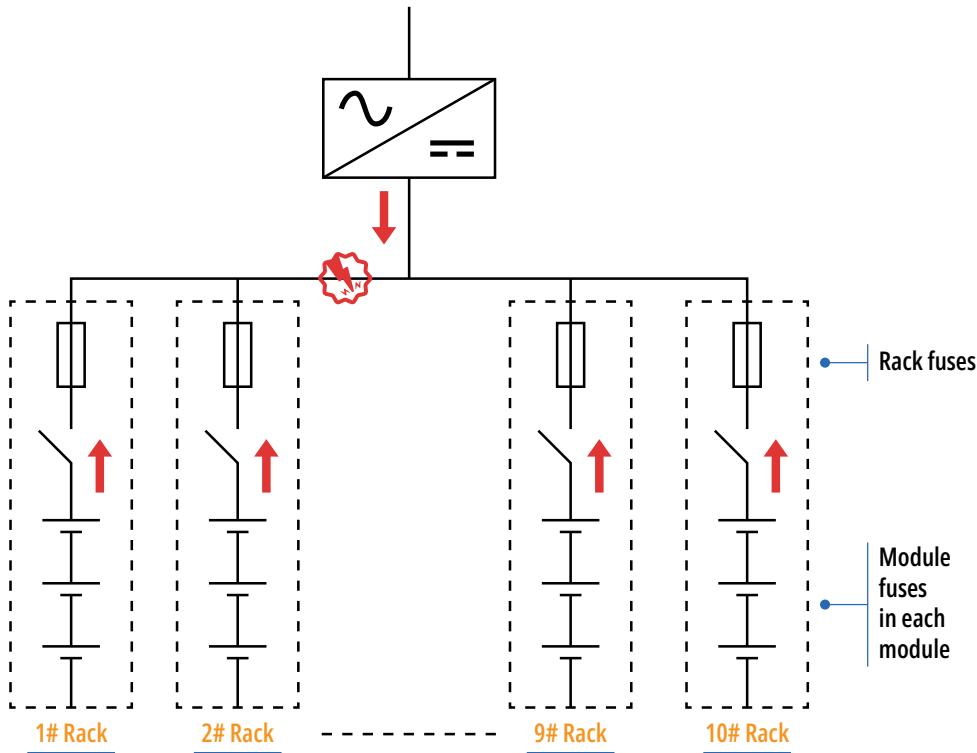 Rack fuses
Module
fuses
in each
module
1# Rack
2# Rack
9# Rack
10# Rack